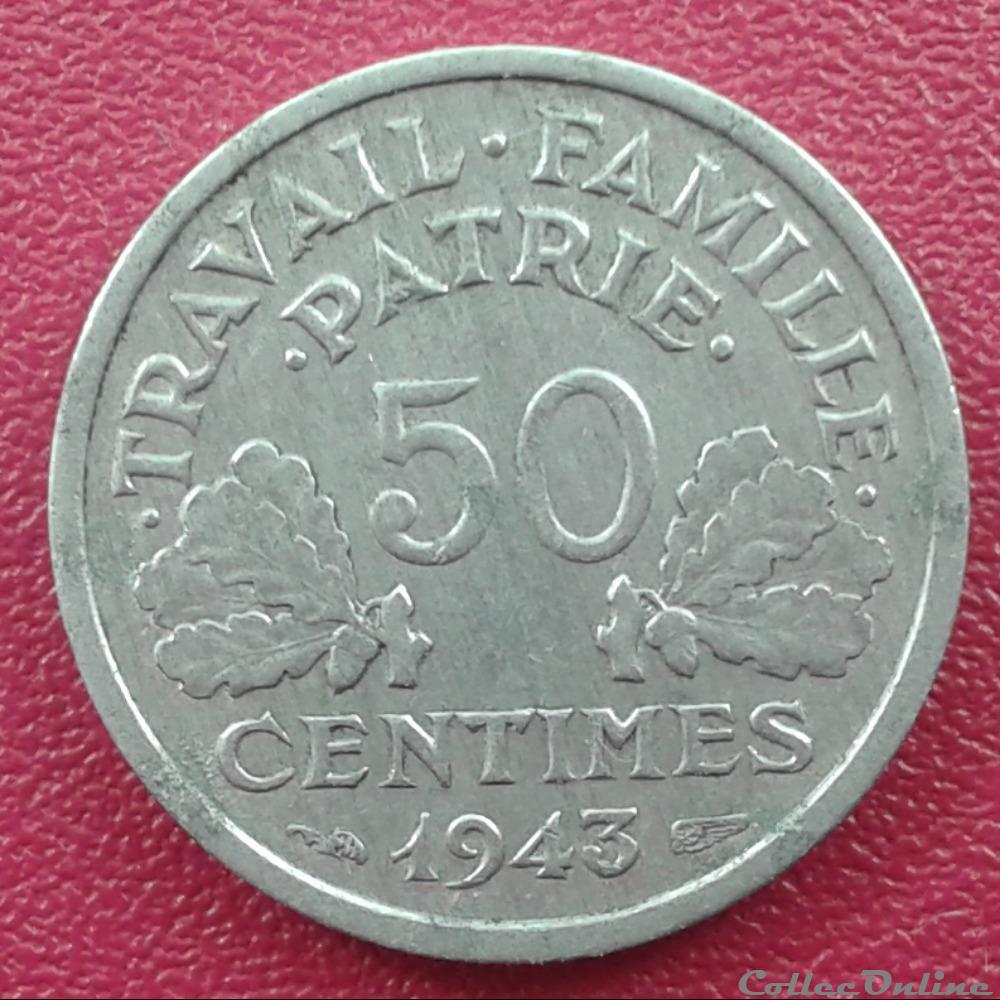 · TRAVAIL · FAMILLE ·
· PATRIE ·
50
CENTIMES
1943
CollecOnline